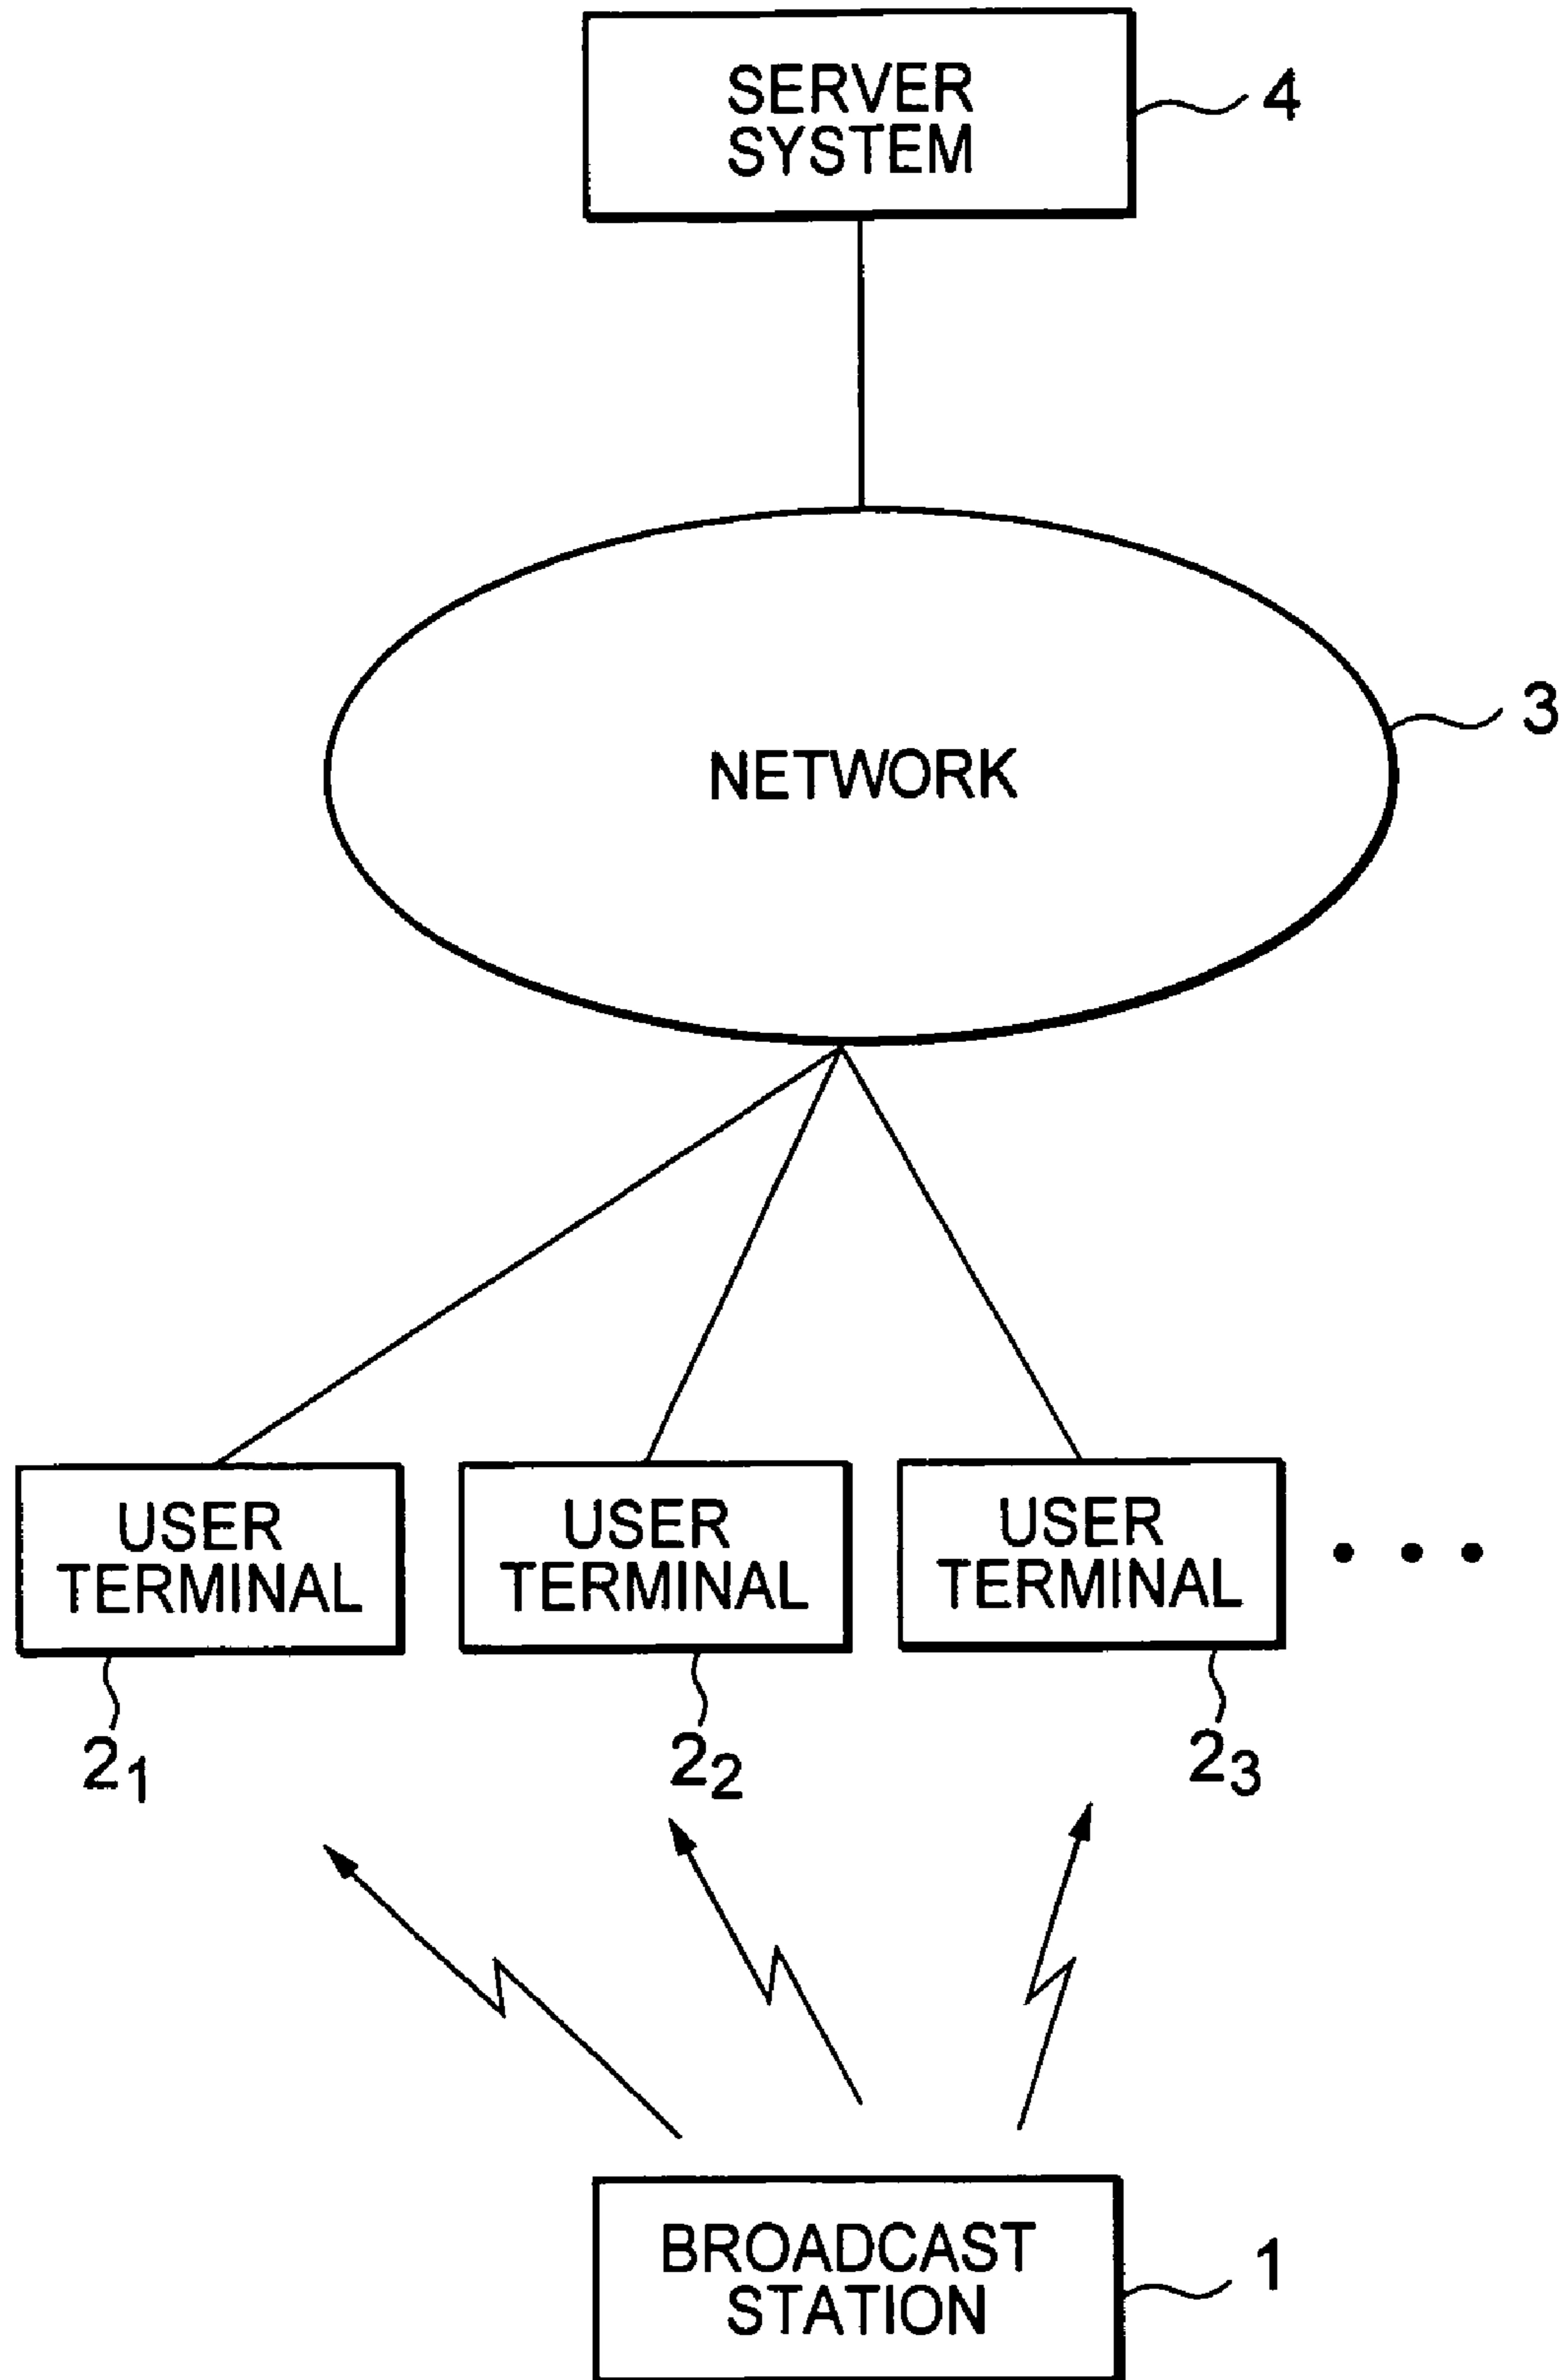 SERVER
SYSTEM
4
3
NETWORK
USER
TERMINAL
USER
TERMINAL
USER
TERMINAL
• • •
2₁
2₂
2₃
BROADCAST
STATION
1